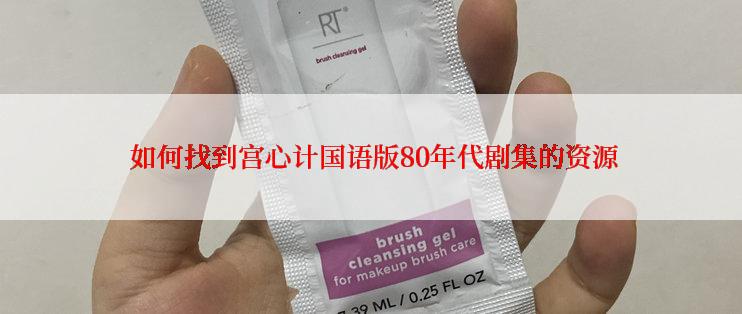 RT®
brush cleansing gel
如何找到宫心计国语版80年代剧集的资源
brush
cleansing gel
for makeup brush care
7.39 ML / 0.25 FL OZ